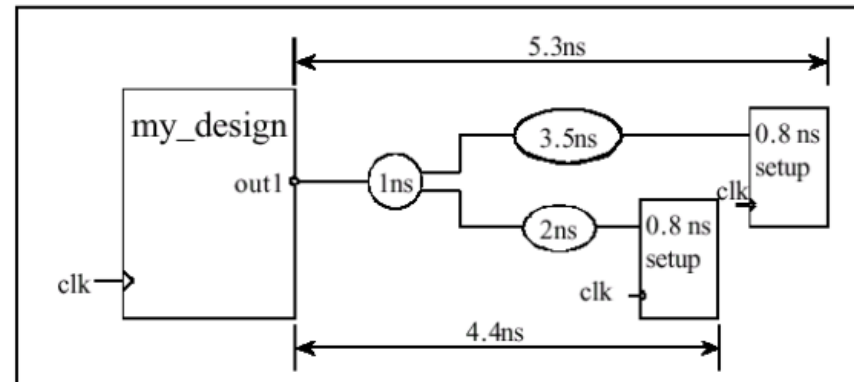 5.3ns
my_design
3.5ns
0.8 ns
setup
out1
1ns
clk
2ns
0.8 ns
setup
clk
clk
4.4ns